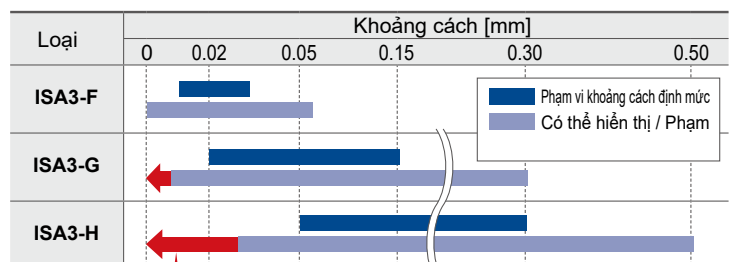 Loại
Khoảng cách [mm]
0 0.02 0.05 0.15 0.30 0.50
ISA3-F
Phạm vi khoảng cách định mức
Có thể hiển thị / Phạm
ISA3-G
ISA3-H